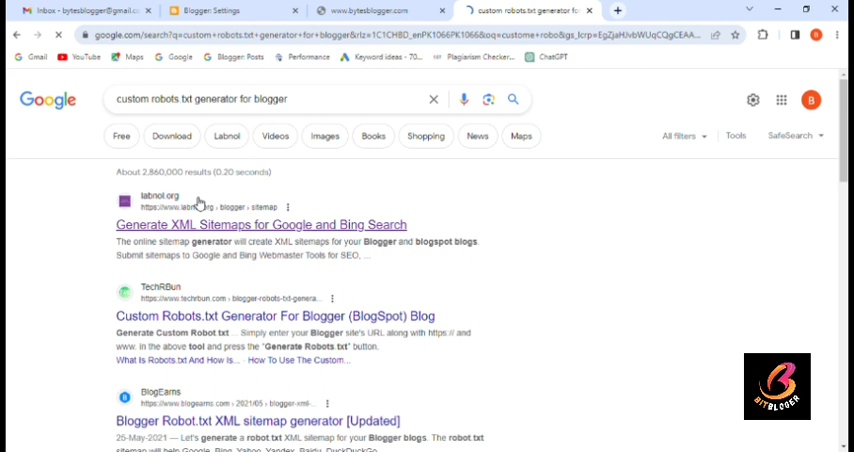 Inbox - bytesblogger@gmail.c
Blogger: Settings
www.bytesblogger.com
custom robots.txt generator fo
google.com/search?q=custom+robots.txt+generator+for+blogger&rlz=1C1CHBD_enPK1066PK1066&oq=custome+robo&gs_lcrp=EgZjaHJvbWUqCQgCEAA...
Gmail YouTube Maps Google Blogger: Posts Performance Keyword ideas - 70... Plagiarism Checker... ChatGPT
Google
custom robots.txt generator for blogger
B
Free Download Labnol Videos Images Books Shopping News Maps All filters Tools SafeSearch
About 2,860,000 results (0.20 seconds)
labnol.org
› blogger › sitemap
Generate XML Sitemaps for Google and Bing Search
The online sitemap generator will create XML sitemaps for your Blogger and blogspot blogs.
Submit sitemaps to Google and Bing Webmaster Tools for SEO, ...
TechRBun
https://www.techrbun.com › blogger-robots-txt-genera...
Custom Robots.txt Generator For Blogger (BlogSpot) Blog
Generate Custom Robot.txt ... Simply enter your Blogger site's URL along with https:// and
www. in the above tool and press the "Generate Robots.txt" button.
What Is Robots.txt And How Is... · How To Use The Custom...
BlogEarns
https://www.blogearns.com › 2021/05 › blogger-xml-...
Blogger Robot.txt XML sitemap generator [Updated]
25-May-2021 — Let's generate a robot.txt XML sitemap for your Blogger blogs. The robot.txt
sitemap will help Google, Bing, Yahoo, Yandex, Baidu, DuckDuckGo
BITBLOGER